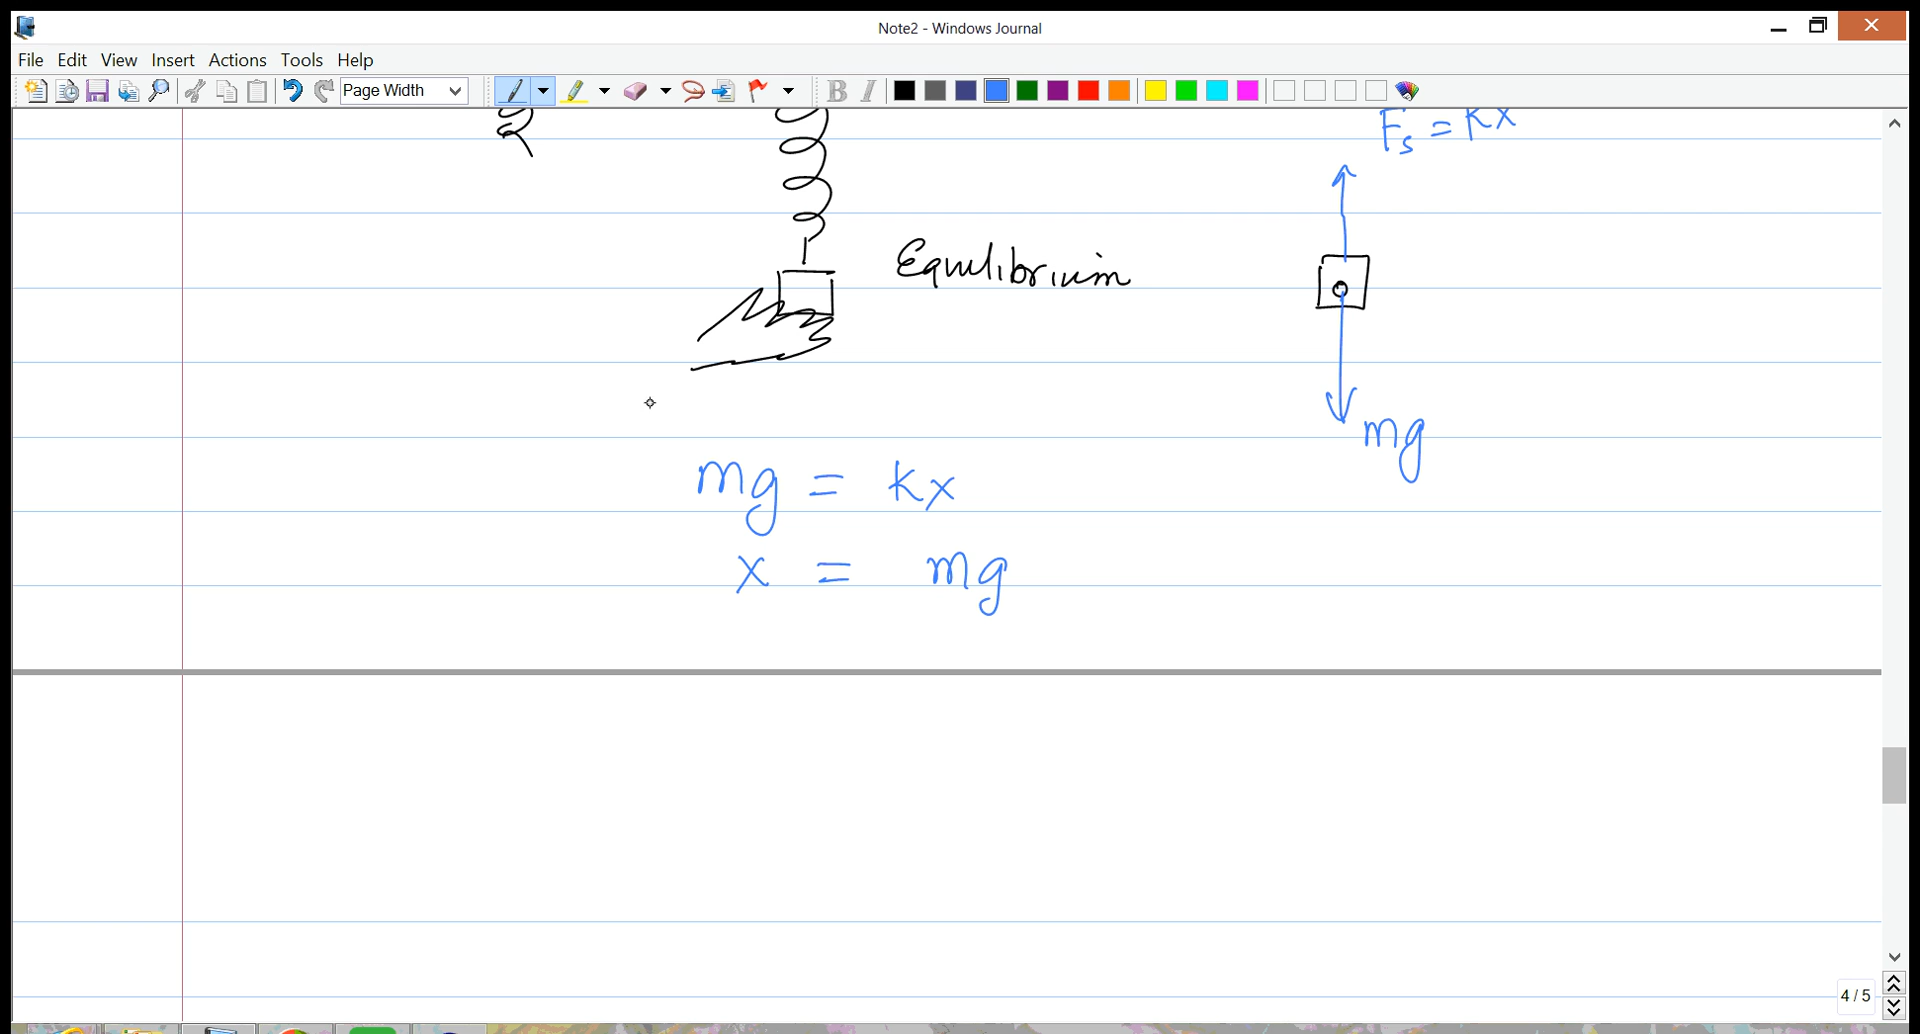 Note2 - Windows Journal
File Edit View Insert Actions Tools Help
Page Width B I
Fs = kx
Equilibrium
mg
mg = kx
x = mg
4 / 5